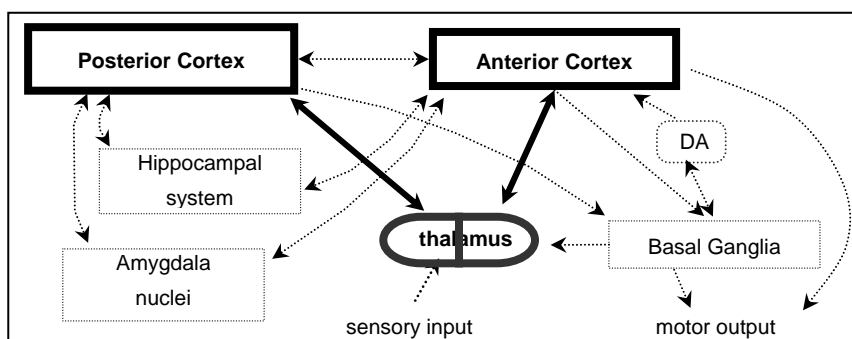 Posterior Cortex
Anterior Cortex
DA
Hippocampal
system
thalamus
Basal Ganglia
Amygdala
nuclei
sensory input
motor output